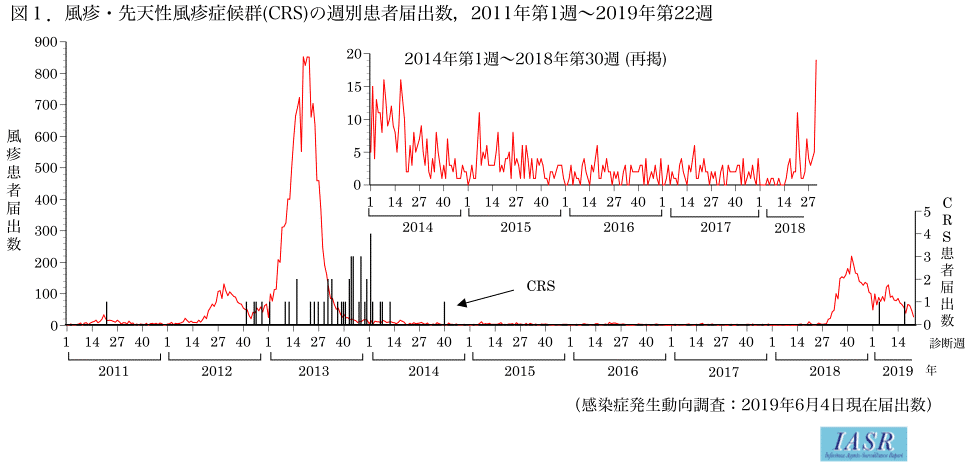 図1．風疹・先天性風疹症候群(CRS)の週別患者届出数，2011年第1週～2019年第22週
風疹患者届出数
900
800
700
600
500
400
300
200
100
0
2014年第1週～2018年第30週 (再掲)
20
15
10
5
0
1 14 27 40 1 14 27 40 1 14 27 40 1 14 27 40 1 14 27
2014 2015 2016 2017 2018
CRS
CRS患者届出数
5
4
3
2
1
0
1 14 27 40 1 14 27 40 1 14 27 40 1 14 27 40 1 14 27 40 1 14 27 40 1 14 27 40 1 14 27 40 1 14 診断週
2011 2012 2013 2014 2015 2016 2017 2018 2019 年
(感染症発生動向調査：2019年6月4日現在届出数)
IASR
Infectious Agents Surveillance Report